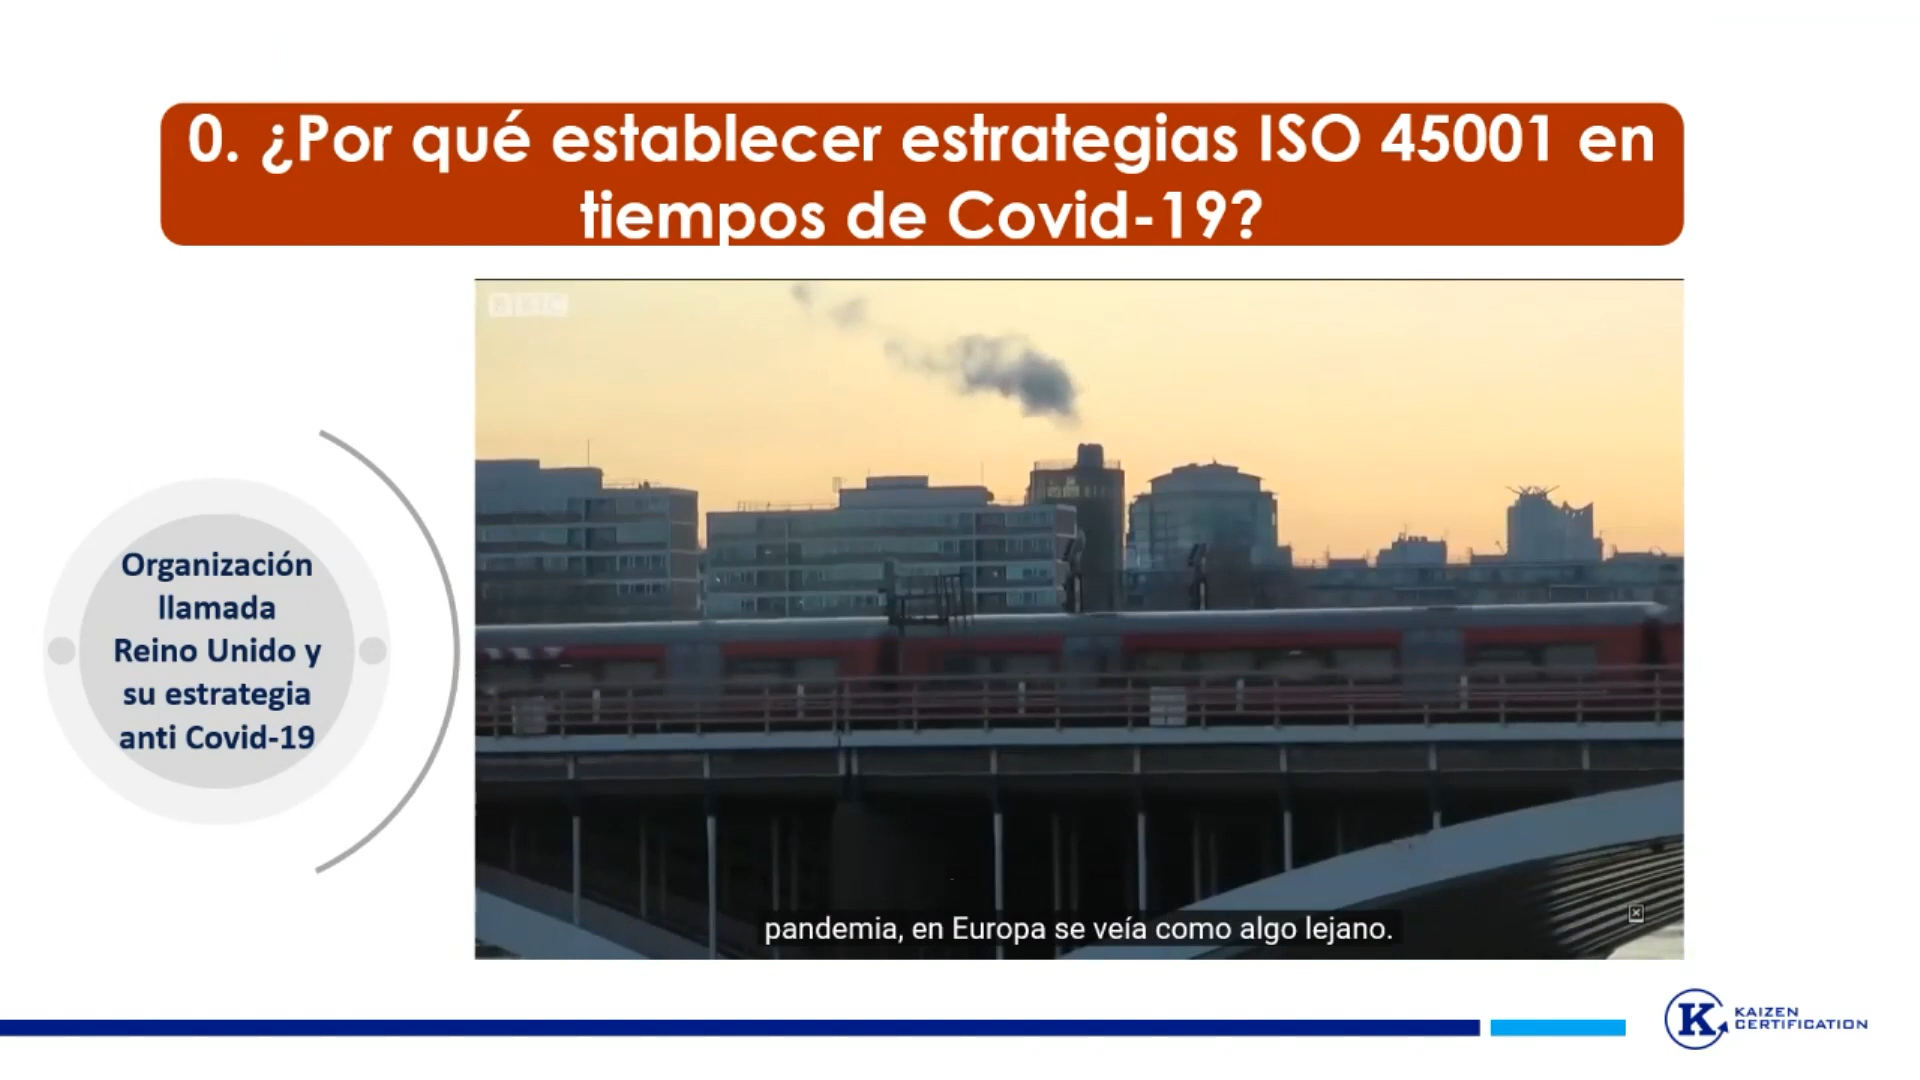 0. ¿Por qué establecer estrategias ISO 45001 en
tiempos de Covid-19?
BBC
Organización
llamada
Reino Unido y
su estrategia
anti Covid-19
pandemia, en Europa se veía como algo lejano.
K
KAIZEN
CERTIFICATION